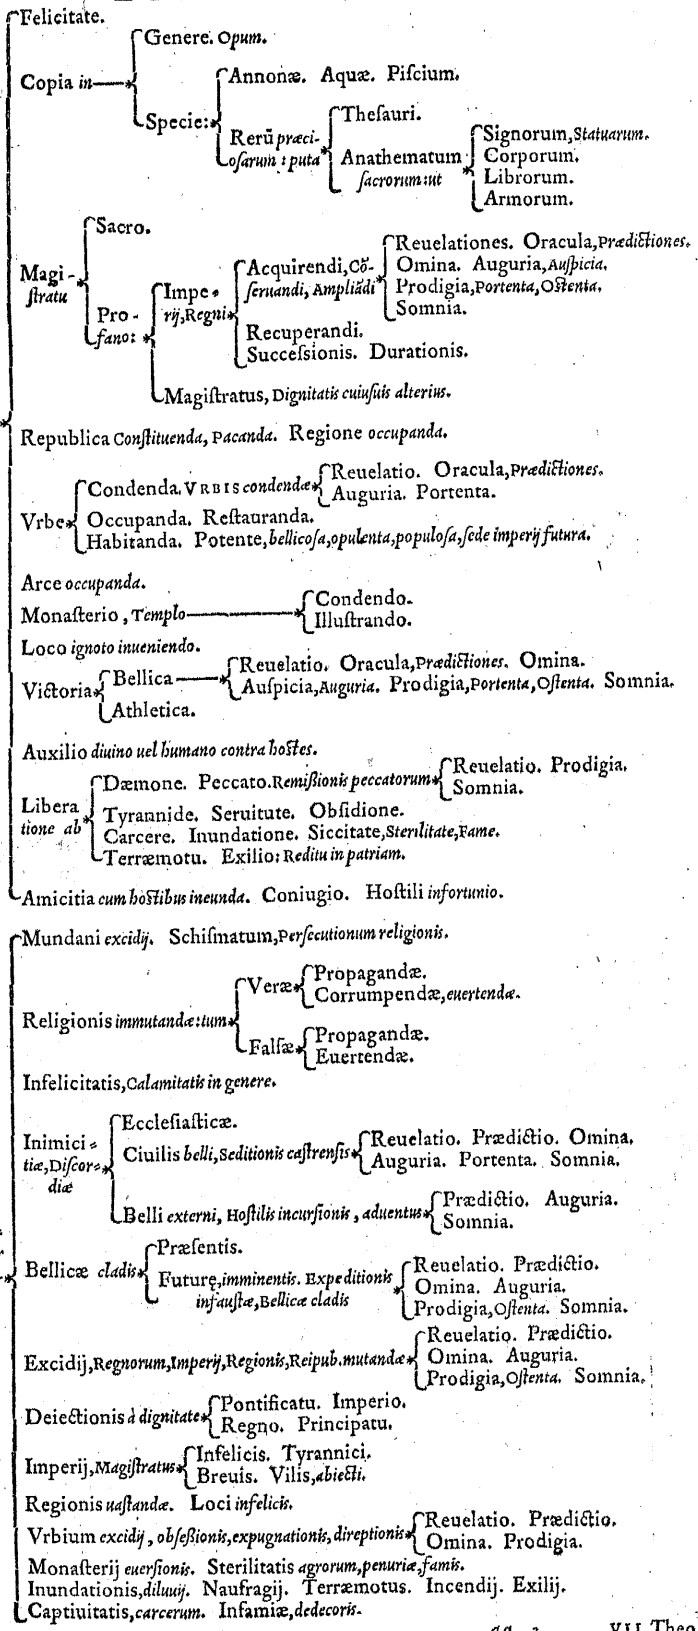 Felicitate.
Genere. Opum.
Copia in
Annonæ. Aquæ. Piſcium.
Specie:
Theſauri.
Rerū præci-
oſarum : puta
Anathematum
ſacrorum: ut
Signorum, Statuarum.
Corporum.
Librorum.
Armorum.
Sacro.
Magi-
ſtratu
Pro-
fano:
Impe-
rij, Regni
Acquirendi, Cō-
ſeruandi, Ampliādi
Reuelationes. Oracula, Prædictiones.
Omina. Auguria, Auſpicia.
Prodigia, Portenta, Oſtenta.
Somnia.
Recuperandi.
Succeſsionis. Durationis.
Magiſtratus, Dignitatis cuiuſuis alterius.
Republica Conſtituenda, Pacanda. Regione occupanda.
Vrbe
Condenda. VRBIS condendæ
Reuelatio. Oracula, Prædictiones.
Auguria. Portenta.
Occupanda. Reſtauranda.
Habitanda. Potente, bellicoſa, opulenta, populoſa, ſede imperij futura.
Arce occupanda.
Monaſterio, Templo
Condendo.
Illuſtrando.
Loco ignoto inueniendo.
Victoria
Bellica
Reuelatio. Oracula, Prædictiones. Omina.
Auſpicia, Auguria. Prodigia, Portenta, Oſtenta. Somnia.
Athletica.
Auxilio diuino uel humano contra hoſtes.
Libera
tione ab
Dæmone. Peccato. Remißionis peccatorum
Reuelatio. Prodigia.
Somnia.
Tyrannide. Seruitute. Obſidione.
Carcere. Inundatione. Siccitate, Sterilitate, Fame.
Terræmotu. Exilio: Reditu in patriam.
Amicitia cum hoſtibus ineunda. Coniugio. Hoſtili infortunio.
Mundani excidij. Schiſmatum, Perſecutionum religionis.
Religionis immutandæ: tum
Veræ
Propagandæ.
Corrumpendæ, euertendæ.
Falſæ
Propagandæ.
Euertendæ.
Infelicitatis, Calamitatis in genere.
Inimici-
tiæ, Diſcor-
diæ
Eccleſiaſticæ.
Ciuilis belli, Seditionis caſtrenſis
Reuelatio. Prædictio. Omina.
Auguria. Portenta. Somnia.
Belli externi, Hoſtilis incurſionis, aduentus
Prædictio. Auguria.
Somnia.
Bellicæ cladis
Præſentis.
Futurę, imminentis. Expeditionis
infauſtæ, Bellicæ cladis
Reuelatio. Prædictio.
Omina. Auguria.
Prodigia, Oſtenta. Somnia.
Excidij, Regnorum, Imperij, Regionis, Reipub. mutandæ
Reuelatio. Prædictio.
Omina. Auguria.
Prodigia, Oſtenta. Somnia.
Deiectionis à dignitate
Pontificatu. Imperio.
Regno. Principatu.
Imperij, Magiſtratus
Infelicis. Tyrannici.
Breuis. Vilis, abiecti.
Regionis uaſtandæ. Loci infelicis.
Vrbium excidij, obſeßionis, expugnationis, direptionis
Reuelatio. Prædictio.
Omina. Prodigia.
Monaſterij euerſionis. Sterilitatis agrorum, penuriæ, famis.
Inundationis, diluuij. Naufragij. Terræmotus. Incendij. Exilij.
Captiuitatis, carcerum. Infamiæ, dedecoris.
VII Theo